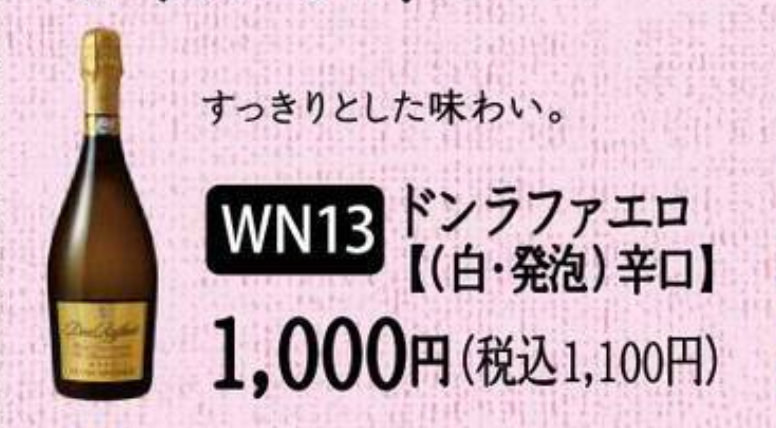 すっきりとした味わい。
WN13 ドンラファエロ
【(白・発泡)辛口】
1,000円(税込1,100円)